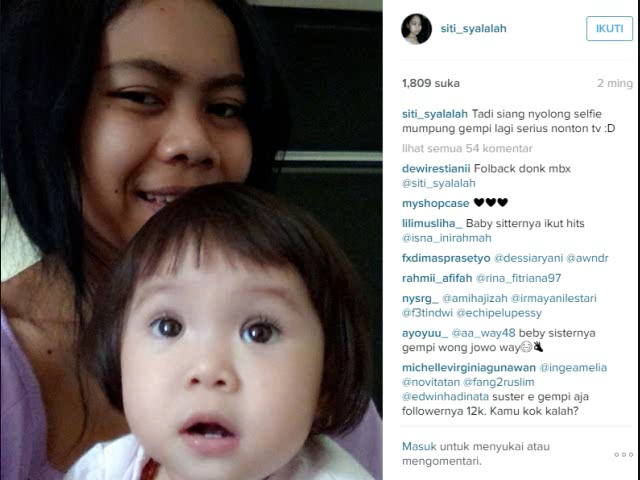 siti_syalalah
IKUTI
1,809 suka
2 ming
siti_syalalah Tadi siang nyolong selfie
mumpung gempi lagi serius nonton tv :D
lihat semua 54 komentar
dewirestianii Folback donk mbx
@siti_syalalah
myshopcase ♥♥♥
lilimusliha_ Baby sitternya ikut hits
@isna_inirahmah
fxdimasprasetyo @dessiaryani @awndr
rahmii_afifah @rina_fitriana97
nysrg_ @amihajizah @irmayanilestari
@f3tindwi @echipelupessy
ayoyuu_ @aa_way48 beby sisternya
gempi wong jowo way
michellevirginiagunawan @ingeamelia
@novitatan @fang2ruslim
@edwinhadinata suster e gempi aja
followernya 12k. Kamu kok kalah?
Masuk untuk menyukai atau
mengomentari.